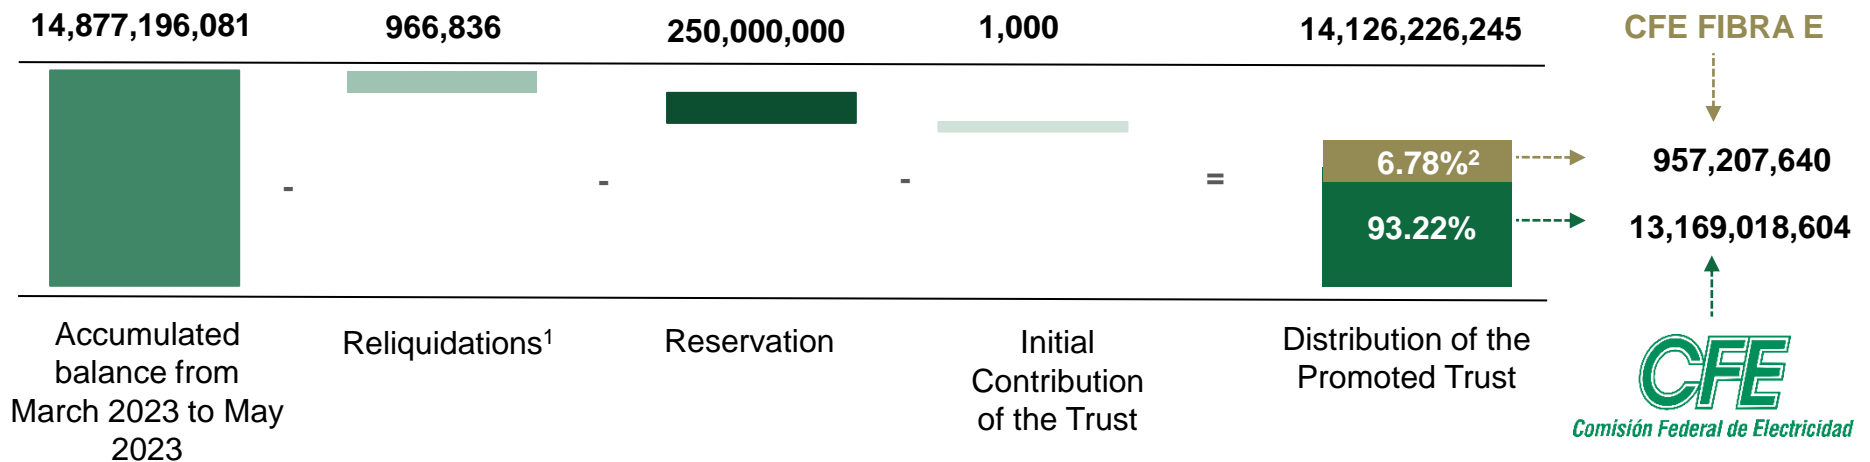 14,877,196,081
966,836
250,000,000
1,000
14,126,226,245
CFE FIBRA E
-
-
-
=
6.78%²
957,207,640
93.22%
13,169,018,604
Accumulated
balance from
March 2023 to May
2023
Reliquidations¹
Reservation
Initial
Contribution
of the Trust
Distribution of the
Promoted Trust
CFE
Comisión Federal de Electricidad